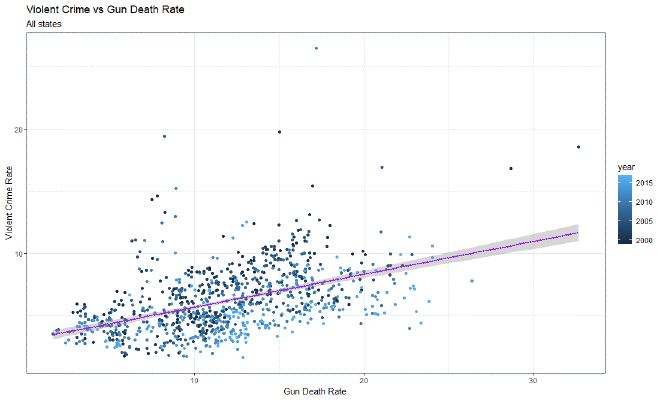 Violent Crime vs Gun Death Rate
All states
Violent Crime Rate
20
10
10
20
30
Gun Death Rate
year
2015
2010
2005
2000